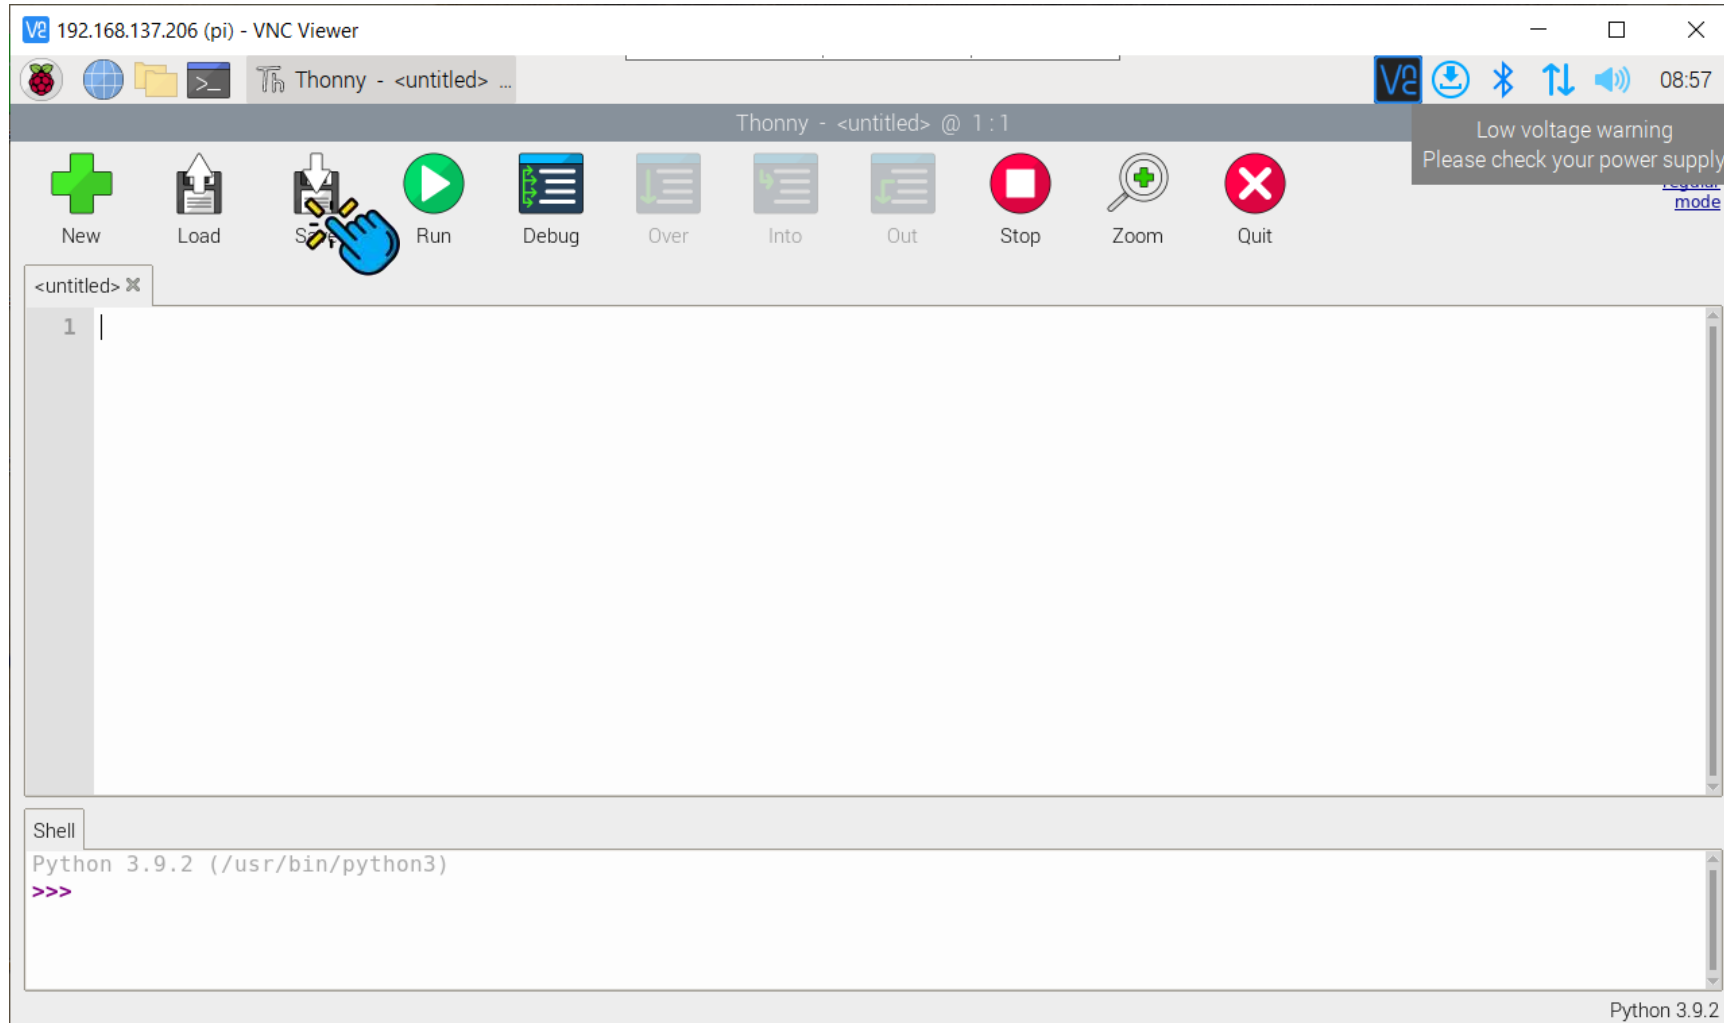 192.168.137.206 (pi) - VNC Viewer
Thonny - <untitled> ...
08:57
Thonny - <untitled> @ 1 : 1
Low voltage warning
Please check your power supply
regular
mode
New
Load
Save
Run
Debug
Over
Into
Out
Stop
Zoom
Quit
<untitled>
1
Shell
Python 3.9.2 (/usr/bin/python3)
>>>
Python 3.9.2